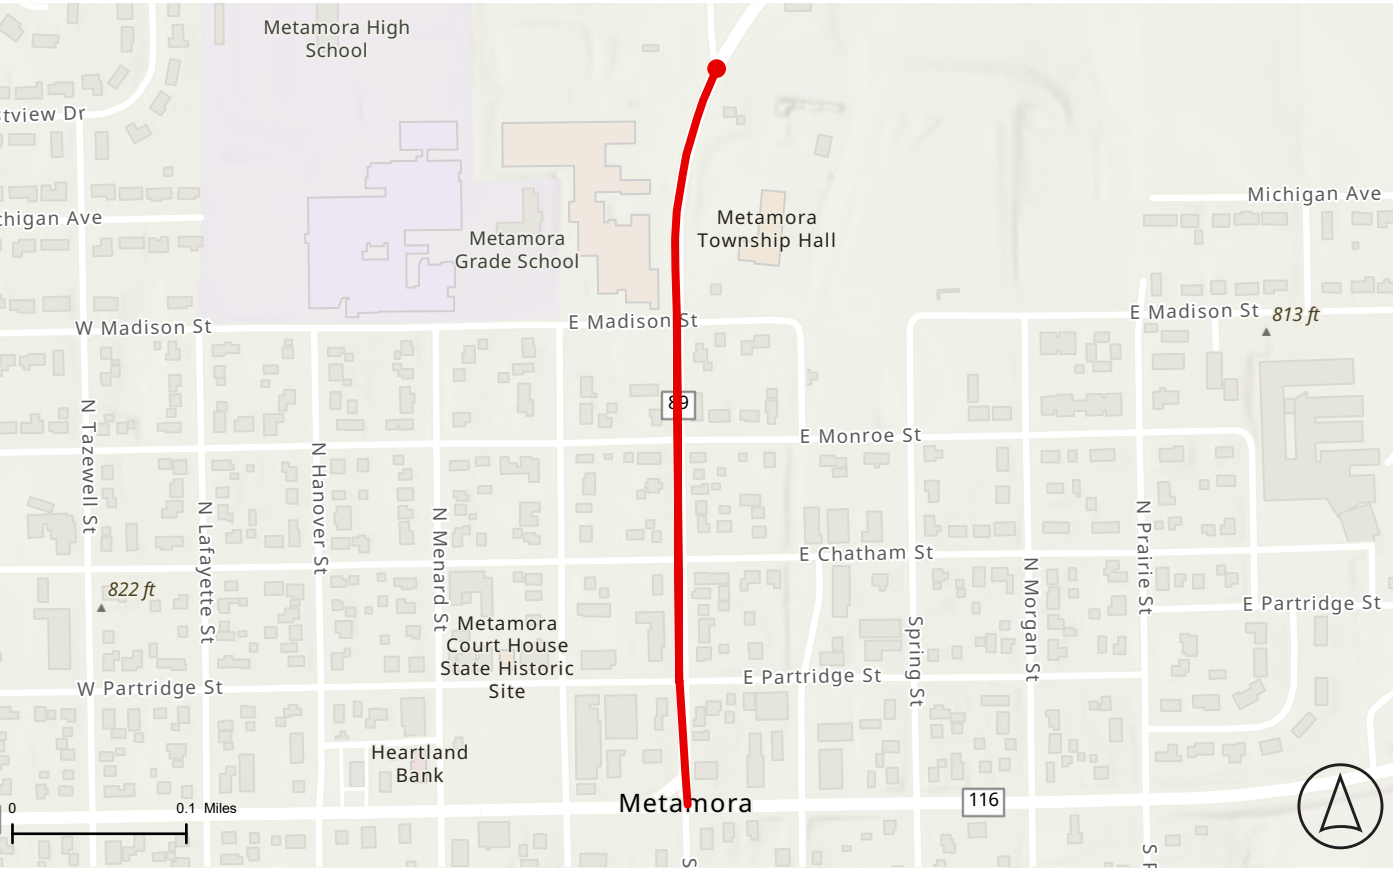 Metamora High
School
stview Dr
Michigan Ave
chigan Ave
Metamora
Township Hall
Metamora
Grade School
W Madison St
E Madison St
E Madison St
813 ft
89
E Monroe St
N Tazewell St
N Hanover St
N Lafayette St
N Menard St
N Prairie St
E Chatham St
N Morgan St
822 ft
E Partridge St
Metamora
Court House
State Historic
Site
Spring St
W Partridge St
E Partridge St
Heartland
Bank
0
0.1 Miles
Metamora
116
S
S